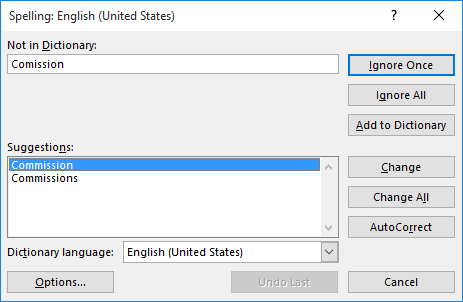 Spelling: English (United States)
? ×
Not in Dictionary:
Comission
Ignore Once
Ignore All
Add to Dictionary
Suggestions:
Commission
Commissions
Change
Change All
AutoCorrect
Dictionary language:
English (United States)
Options...
Undo Last
Cancel